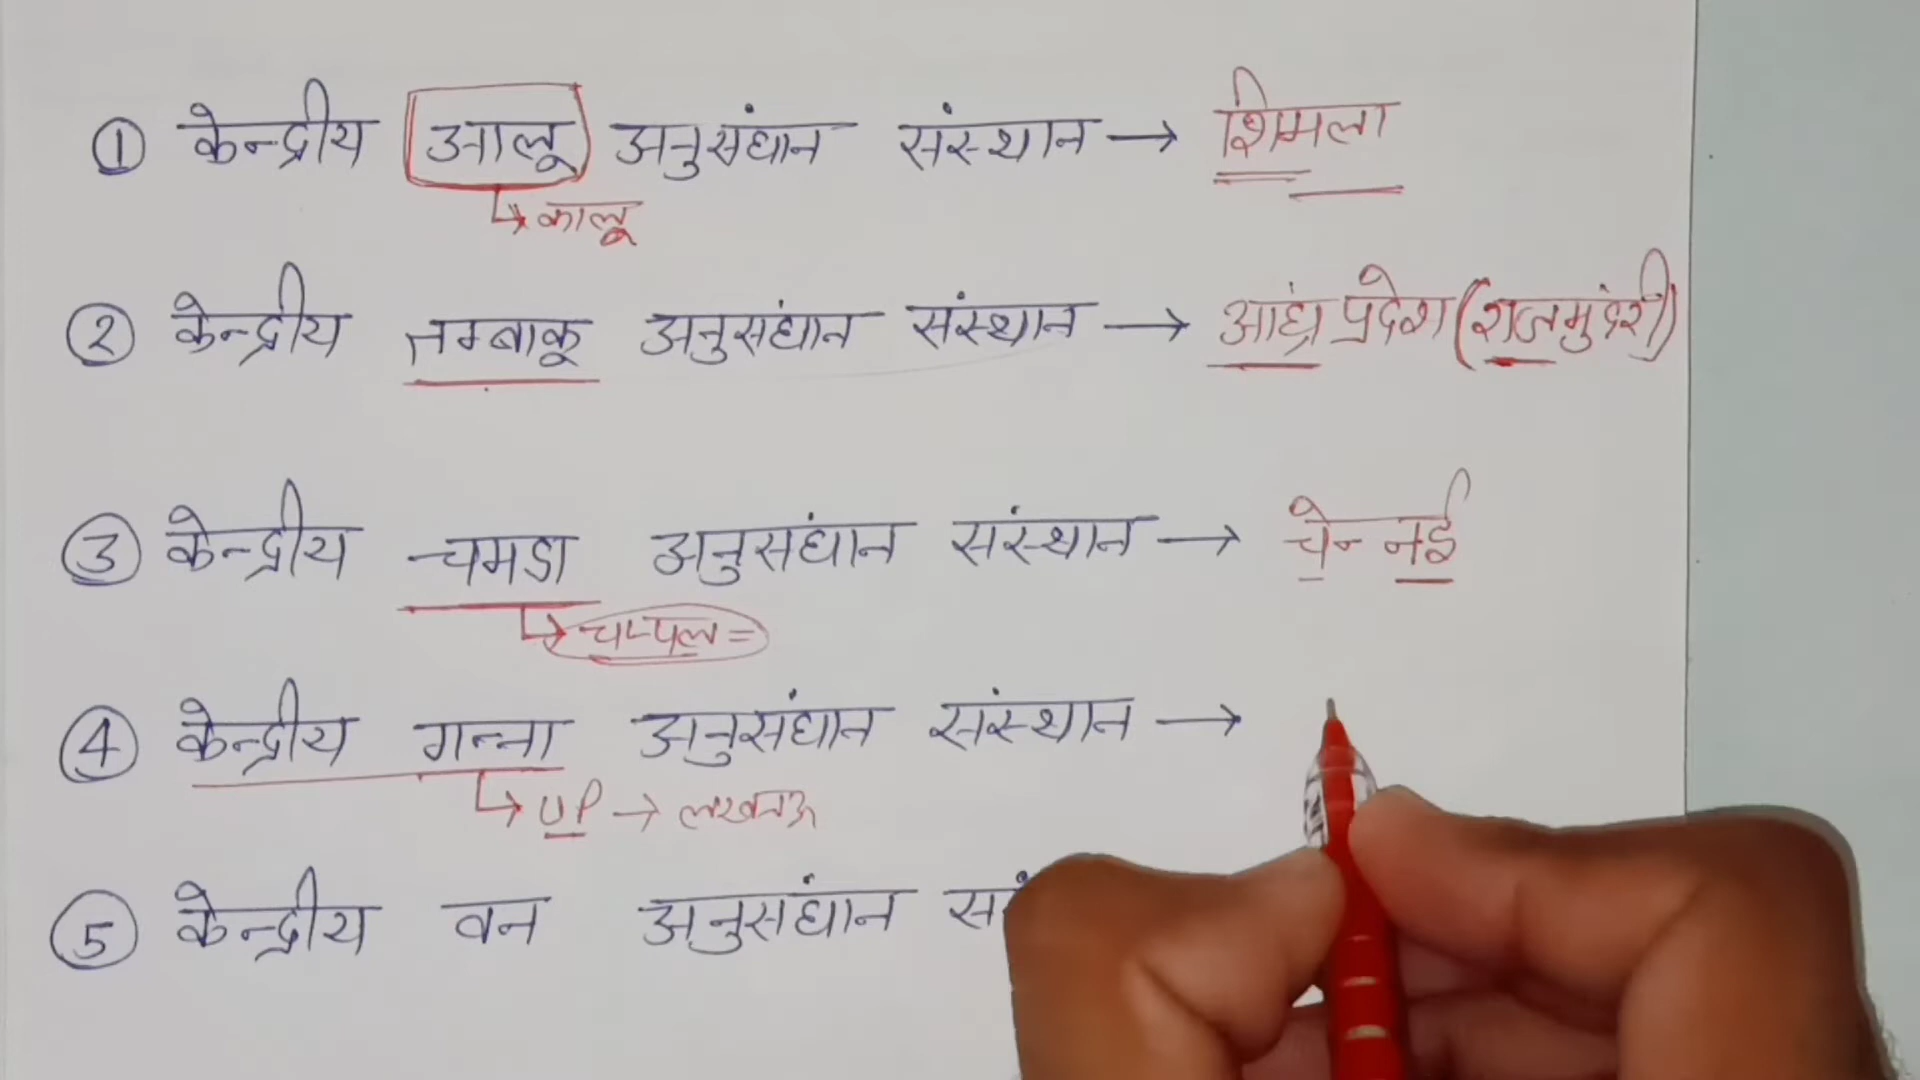 ① केन्द्रीय आलू अनुसंधान संस्थान → शिमला
↳ कालू
② केन्द्रीय तम्बाकू अनुसंधान संस्थान → आंध्र प्रदेश (राजमुंदरी)
③ केन्द्रीय चमडा अनुसंधान संस्थान → चेन्नई
↳ चप्पल =
④ केन्द्रीय गन्ना अनुसंधान संस्थान →
↳ UP → लखनऊ
⑤ केन्द्रीय वन अनुसंधान सं